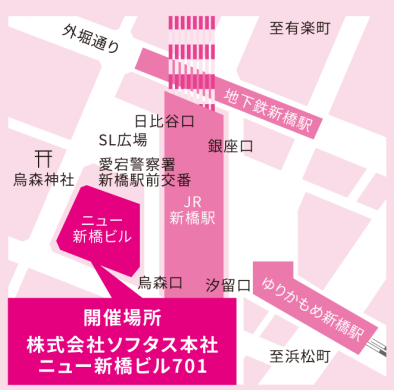 外堀通り
至有楽町
地下鉄新橋駅
日比谷口
SL広場
銀座口
愛宕警察署
新橋駅前交番
烏森神社
JR
新橋駅
ニュー
新橋ビル
烏森口
汐留口
ゆりかもめ新橋駅
開催場所
株式会社ソフタス本社
ニュー新橋ビル701
至浜松町